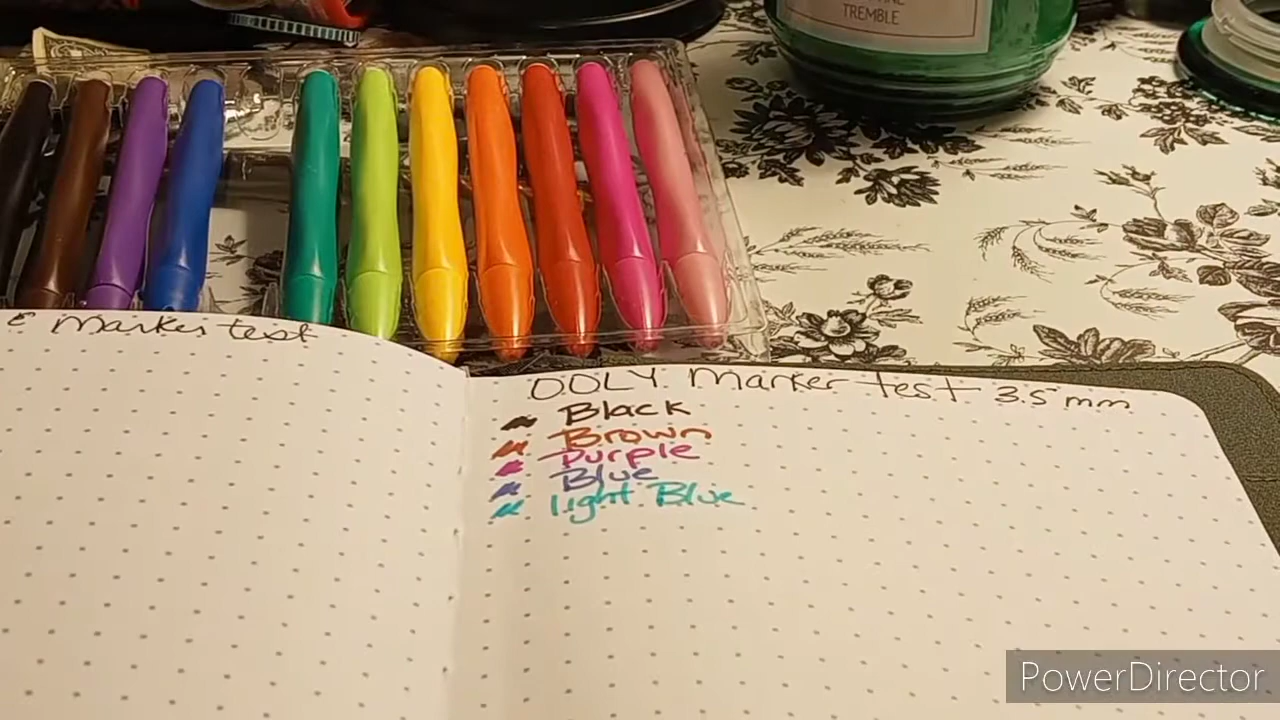 TREMBLE
& Marker test
OOLY Marker test 3.5 mm
Black
Brown
Purple
Blue
light Blue
PowerDirector